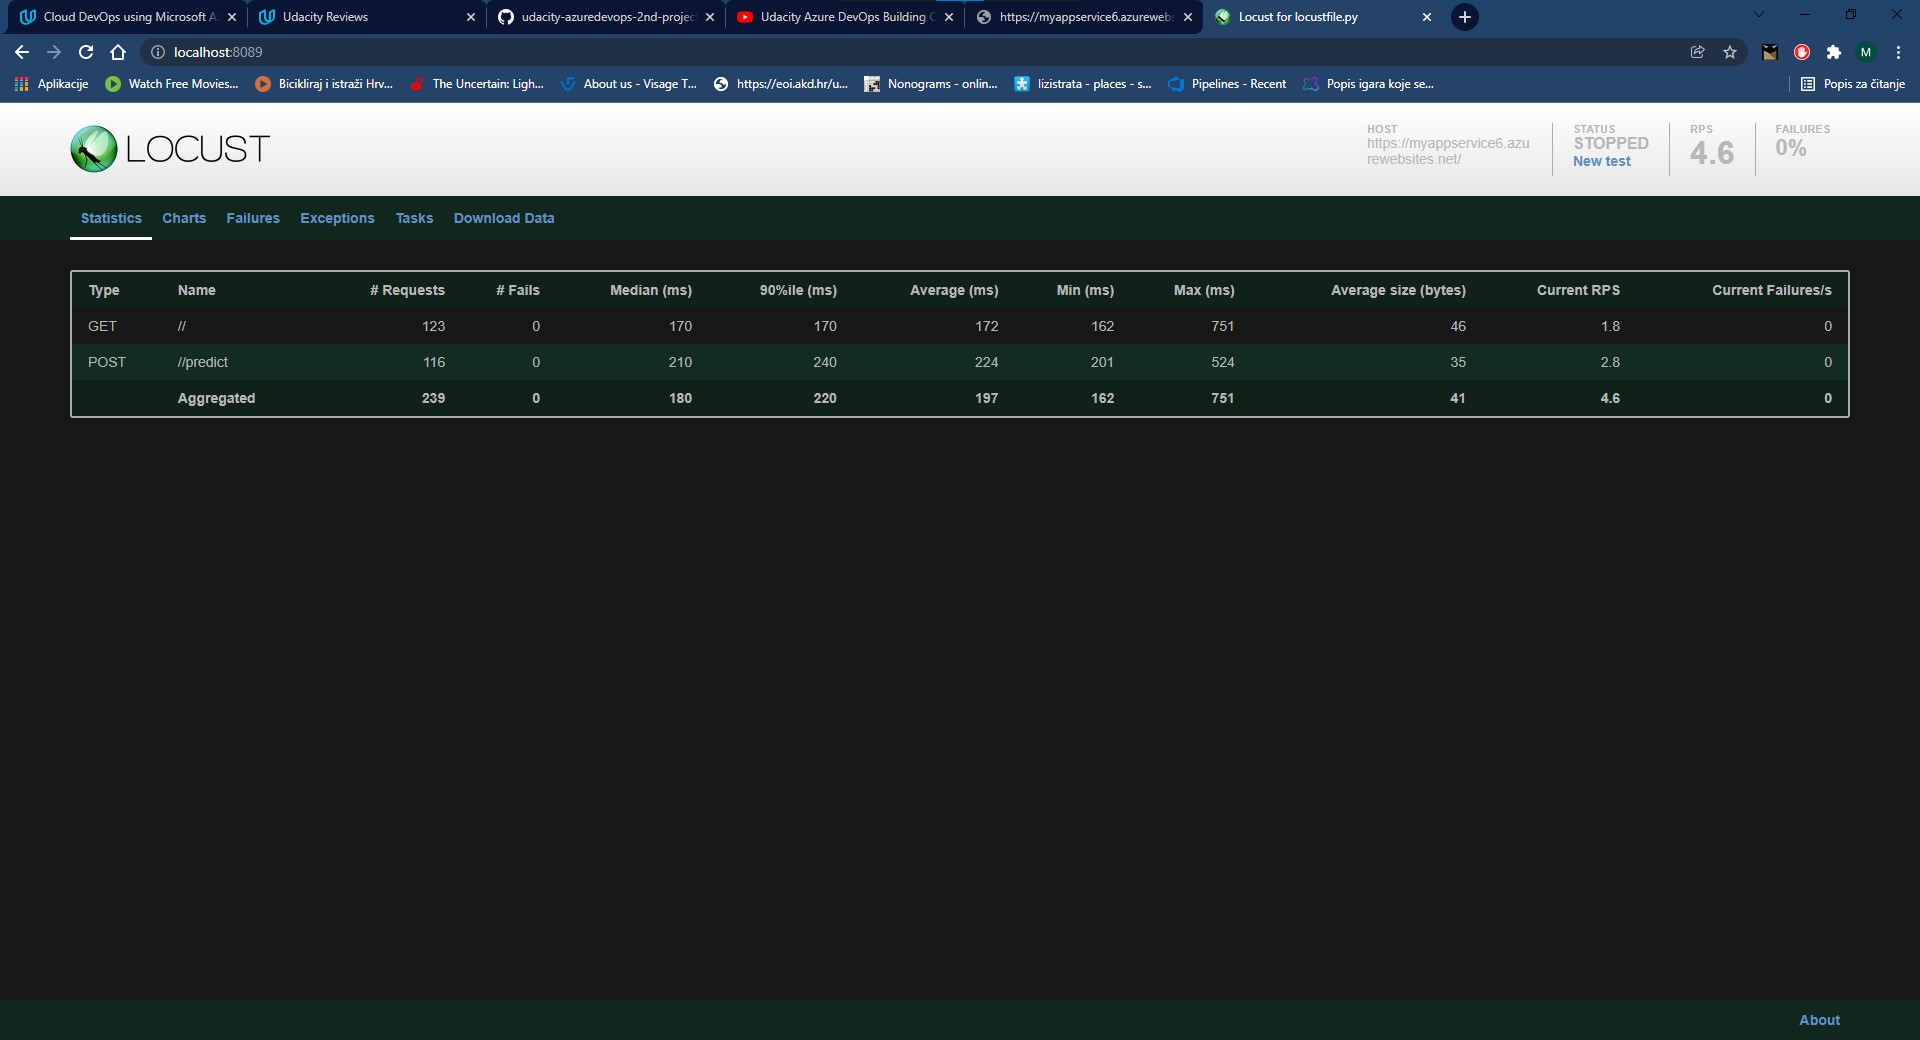 Cloud DevOps using Microsoft A
Udacity Reviews
udacity-azuredevops-2nd-projec
Udacity Azure DevOps Building C
https://myappservice6.azureweb
Locust for locustfile.py
localhost:8089
M
Aplikacije
Watch Free Movies...
Bicikliraj i istraži Hrv...
The Uncertain: Ligh...
About us - Visage T...
https://eoi.akd.hr/u...
Nonograms - onlin...
lizistrata - places - s...
Pipelines - Recent
Popis igara koje se...
Popis za čitanje
LOCUST
HOST
https://myappservice6.azu
rewebsites.net/
STATUS
STOPPED
New test
RPS
4.6
FAILURES
0%
Statistics Charts Failures Exceptions Tasks Download Data
Type Name # Requests # Fails Median (ms) 90%ile (ms) Average (ms) Min (ms) Max (ms) Average size (bytes) Current RPS Current Failures/s
GET // 123 0 170 170 172 162 751 46 1.8 0
POST //predict 116 0 210 240 224 201 524 35 2.8 0
Aggregated 239 0 180 220 197 162 751 41 4.6 0
About